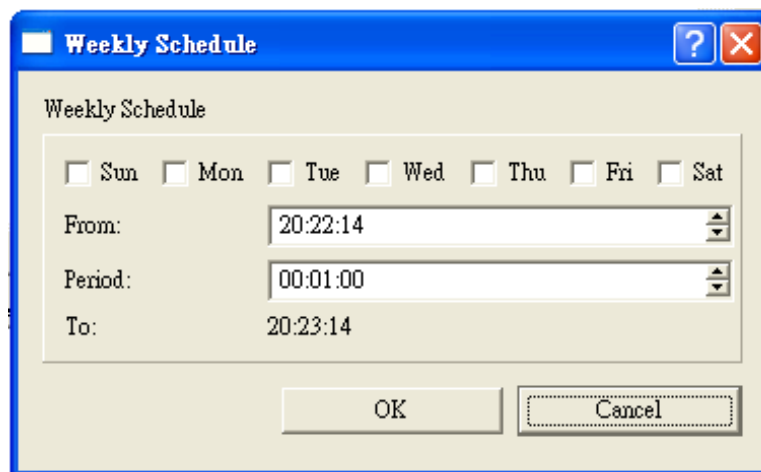 Weekly Schedule
Weekly Schedule
Sun Mon Tue Wed Thu Fri Sat
From: 20:22:14
Period: 00:01:00
To: 20:23:14
OK Cancel